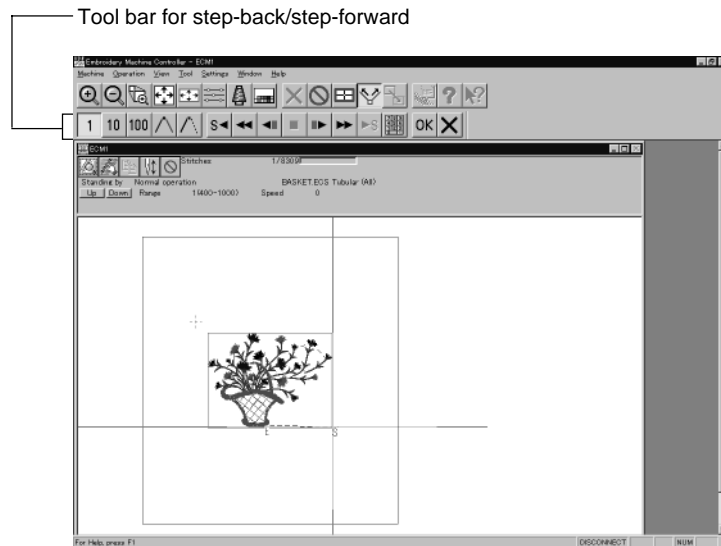 Tool bar for step-back/step-forward
Embroidery Machine Controller - ECM1
Machine Operation View Tool Settings Window Help
1 10 100 S S OK
ECM1
Stitches 1/8309
Standing by Normal operation BASKET.EGS Tubular (All)
Up Down Range 1(400-1000) Speed 0
E S
For Help, press F1 DISCONNECT NUM